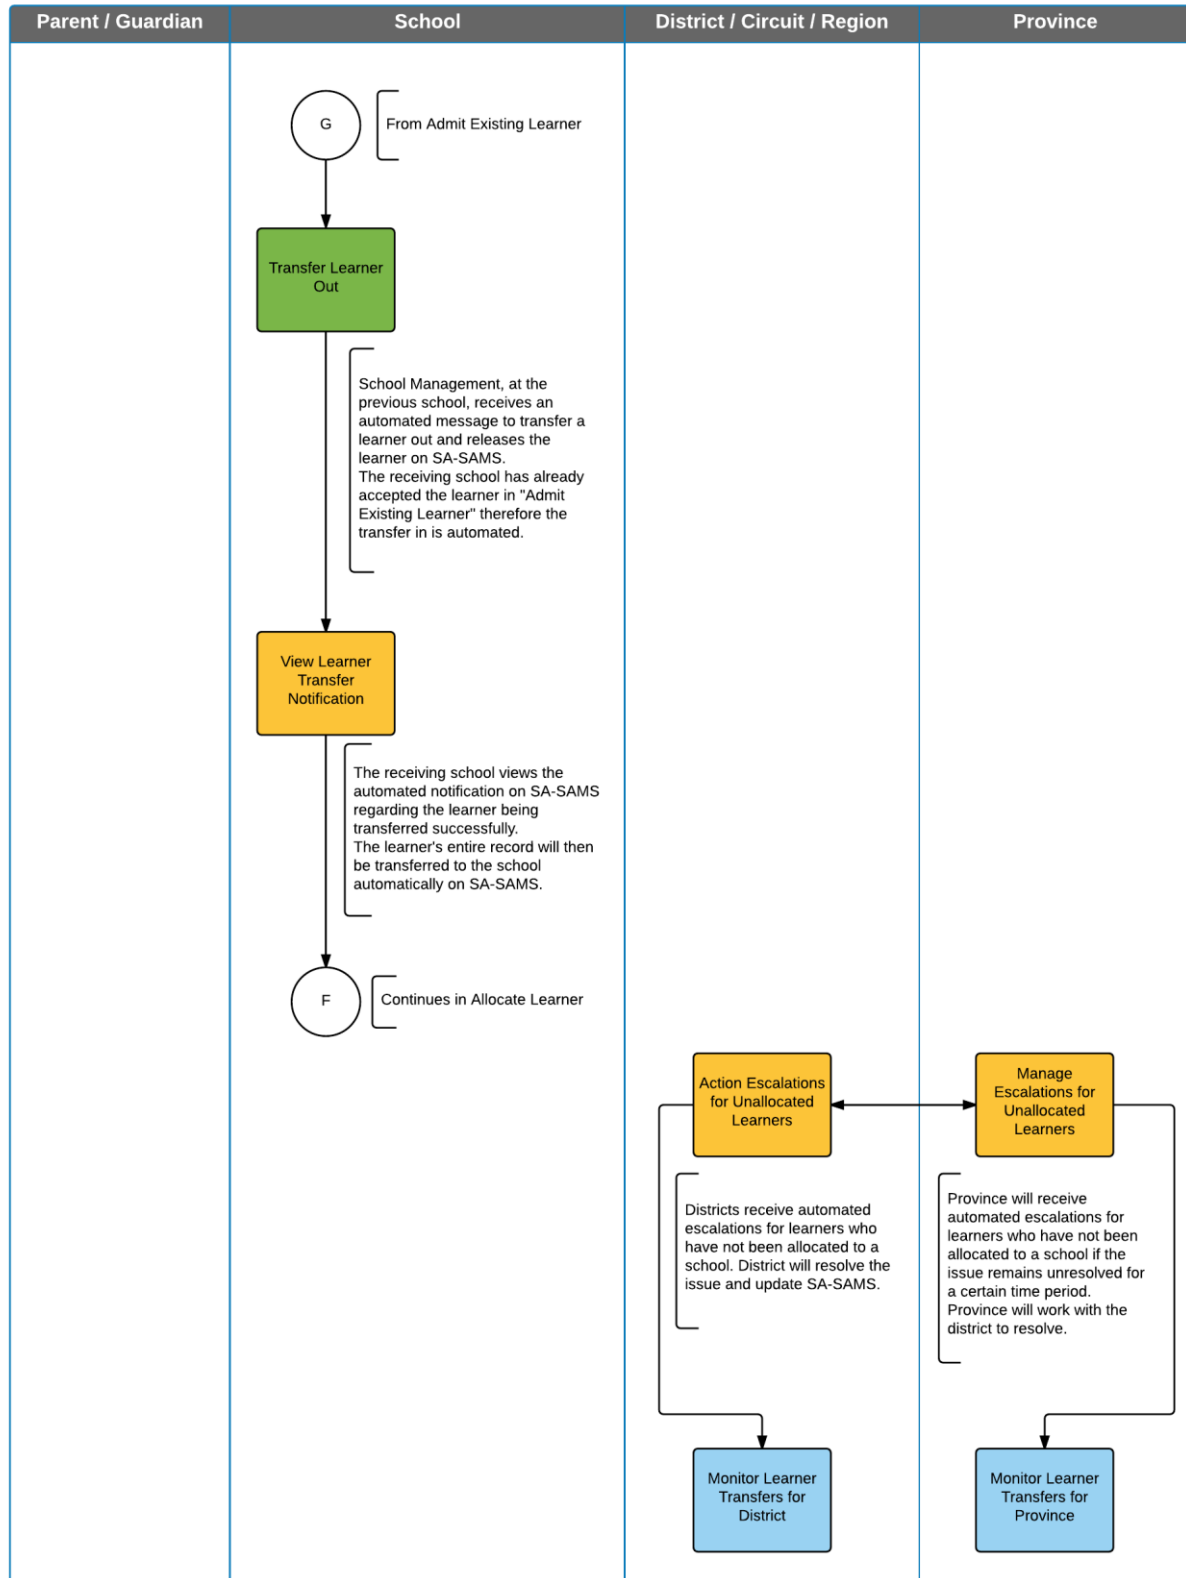 Parent / Guardian
School
District / Circuit / Region
Province
G
From Admit Existing Learner
Transfer Learner
Out
School Management, at the
previous school, receives an
automated message to transfer a
learner out and releases the
learner on SA-SAMS.
The receiving school has already
accepted the learner in "Admit
Existing Learner" therefore the
transfer in is automated.
View Learner
Transfer
Notification
The receiving school views the
automated notification on SA-SAMS
regarding the learner being
transferred successfully.
The learner's entire record will then
be transferred to the school
automatically on SA-SAMS.
F
Continues in Allocate Learner
Action Escalations
for Unallocated
Learners
Manage
Escalations for
Unallocated
Learners
Districts receive automated
escalations for learners who
have not been allocated to a
school. District will resolve the
issue and update SA-SAMS.
Province will receive
automated escalations for
learners who have not been
allocated to a school if the
issue remains unresolved for
a certain time period.
Province will work with the
district to resolve.
Monitor Learner
Transfers for
District
Monitor Learner
Transfers for
Province